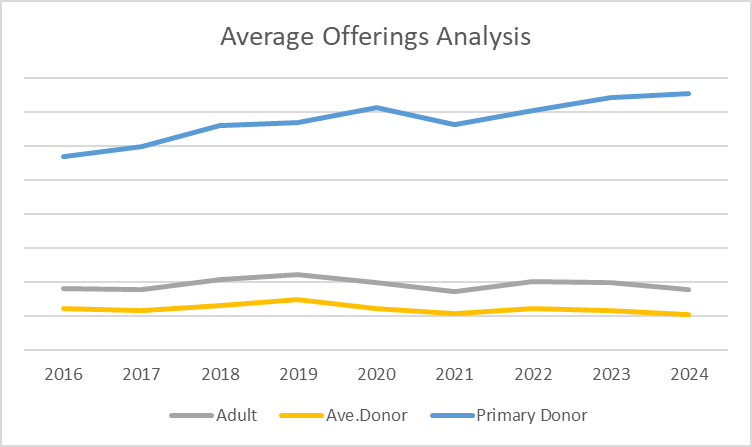 Average Offerings Analysis
2016 2017 2018 2019 2020 2021 2022 2023 2024
Adult Ave.Donor Primary Donor